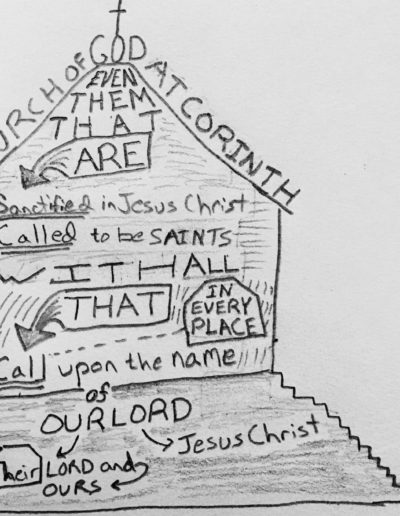 URCH OF GOD AT CORINTH
EVEN
THEM
THAT
ARE
Sanctified in Jesus Christ
Called to be SAINTS
WITH ALL
THAT
IN
EVERY
PLACE
Call upon the name
of
OUR LORD
Jesus Christ
Their LORD and
OURS